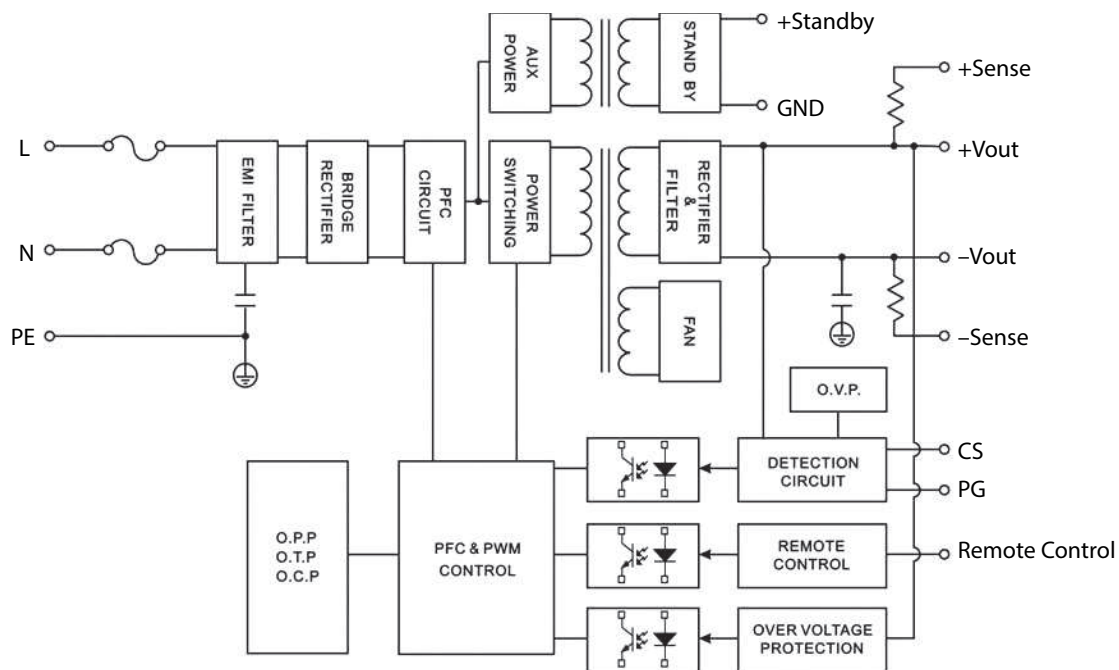 AUX
POWER
STAND BY
+Standby
GND
+Sense
L
EMI FILTER
BRIDGE
RECTIFIER
PFC
CIRCUIT
POWER
SWITCHING
RECTIFIER
&
FILTER
+Vout
N
–Vout
PE
FAN
–Sense
O.V.P.
O.P.P
O.T.P
O.C.P
PFC & PWM
CONTROL
DETECTION
CIRCUIT
CS
PG
REMOTE
CONTROL
Remote Control
OVER VOLTAGE
PROTECTION